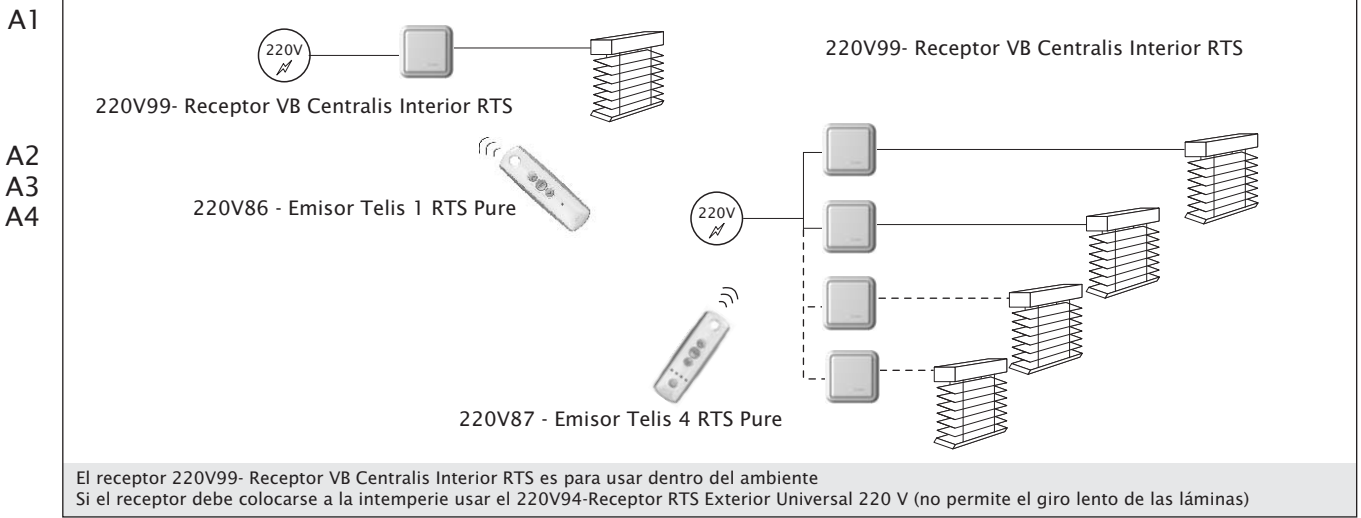 A1
220V
220V99- Receptor VB Centralis Interior RTS
220V99- Receptor VB Centralis Interior RTS
A2
A3
A4
220V86 - Emisor Telis 1 RTS Pure
220V
220V87 - Emisor Telis 4 RTS Pure
El receptor 220V99- Receptor VB Centralis Interior RTS es para usar dentro del ambiente
Si el receptor debe colocarse a la intemperie usar el 220V94-Receptor RTS Exterior Universal 220 V (no permite el giro lento de las láminas)